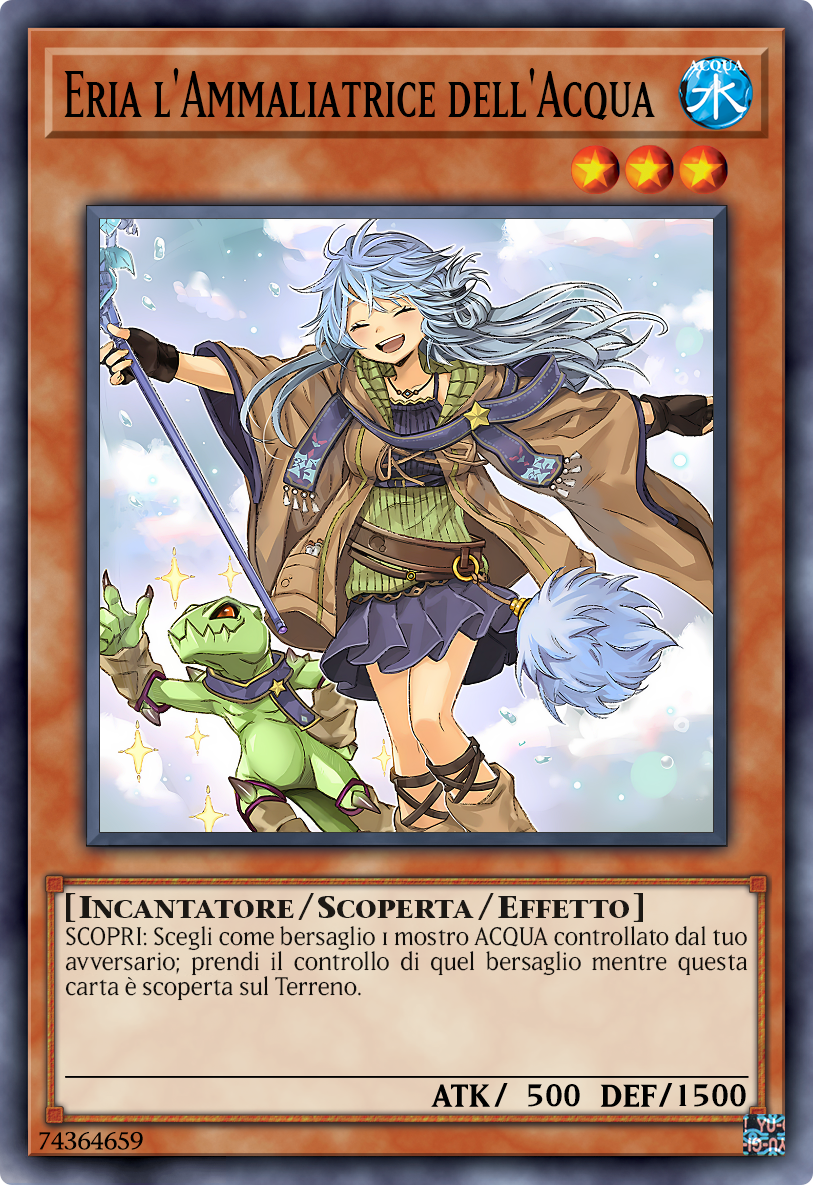 Eria l'Ammaliatrice dell'Acqua
ACQUA
水
[Incantatore/Scoperta/Effetto]
SCOPRI: Scegli come bersaglio 1 mostro ACQUA controllato dal tuo
avversario; prendi il controllo di quel bersaglio mentre questa
carta è scoperta sul Terreno.
ATK/ 500 DEF/1500
74364659